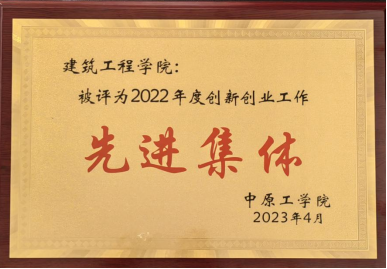 建筑工程学院：
被评为2022年度创新创业工作
先进集体
中原工学院
2023年4月